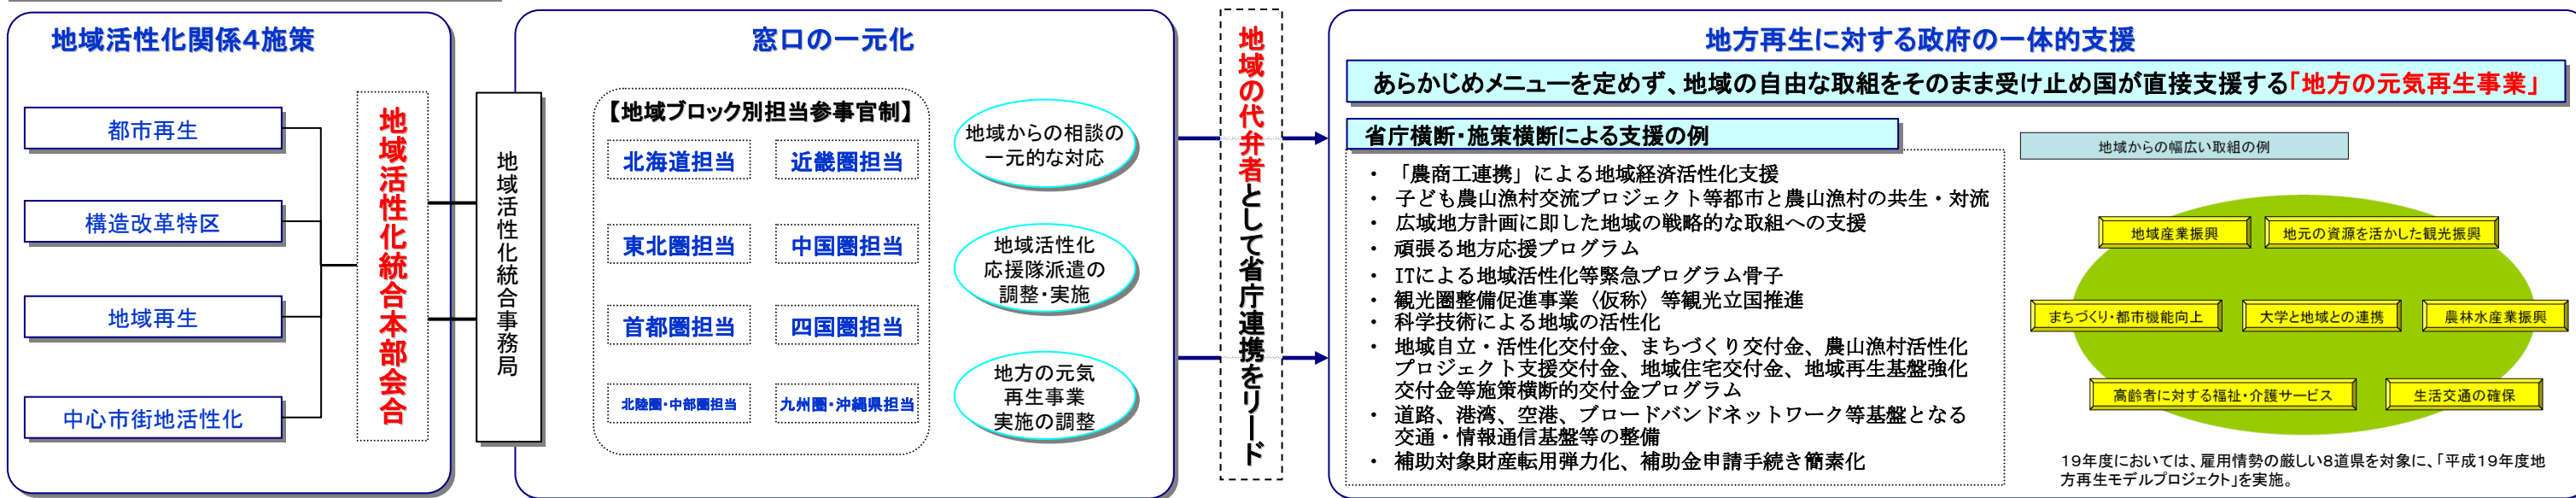 地域活性化関係4施策
都市再生
構造改革特区
地域再生
中心市街地活性化
地域活性化統合本部会合
地域活性化統合事務局
窓口の一元化
【地域ブロック別担当参事官制】
北海道担当
近畿圏担当
東北圏担当
中国圏担当
首都圏担当
四国圏担当
北陸圏・中部圏担当
九州圏・沖縄県担当
地域からの相談の
一元的な対応
地域活性化
応援隊派遣の
調整・実施
地方の元気
再生事業
実施の調整
地域の代弁者として省庁連携をリード
地方再生に対する政府の一体的支援
あらかじめメニューを定めず、地域の自由な取組をそのまま受け止め国が直接支援する「地方の元気再生事業」
省庁横断・施策横断による支援の例
・ 「農商工連携」による地域経済活性化支援
・ 子ども農山漁村交流プロジェクト等都市と農山漁村の共生・対流
・ 広域地方計画に即した地域の戦略的な取組への支援
・ 頑張る地方応援プログラム
・ ITによる地域活性化等緊急プログラム骨子
・ 観光圏整備促進事業〈仮称〉等観光立国推進
・ 科学技術による地域の活性化
・ 地域自立・活性化交付金、まちづくり交付金、農山漁村活性化
プロジェクト支援交付金、地域住宅交付金、地域再生基盤強化
交付金等施策横断的交付金プログラム
・ 道路、港湾、空港、ブロードバンドネットワーク等基盤となる
交通・情報通信基盤等の整備
・ 補助対象財産転用弾力化、補助金申請手続き簡素化
地域からの幅広い取組の例
地域産業振興
地元の資源を活かした観光振興
まちづくり・都市機能向上
大学と地域との連携
農林水産業振興
高齢者に対する福祉・介護サービス
生活交通の確保
19年度においては、雇用情勢の厳しい8道県を対象に、「平成19年度地
方再生モデルプロジェクト」を実施。